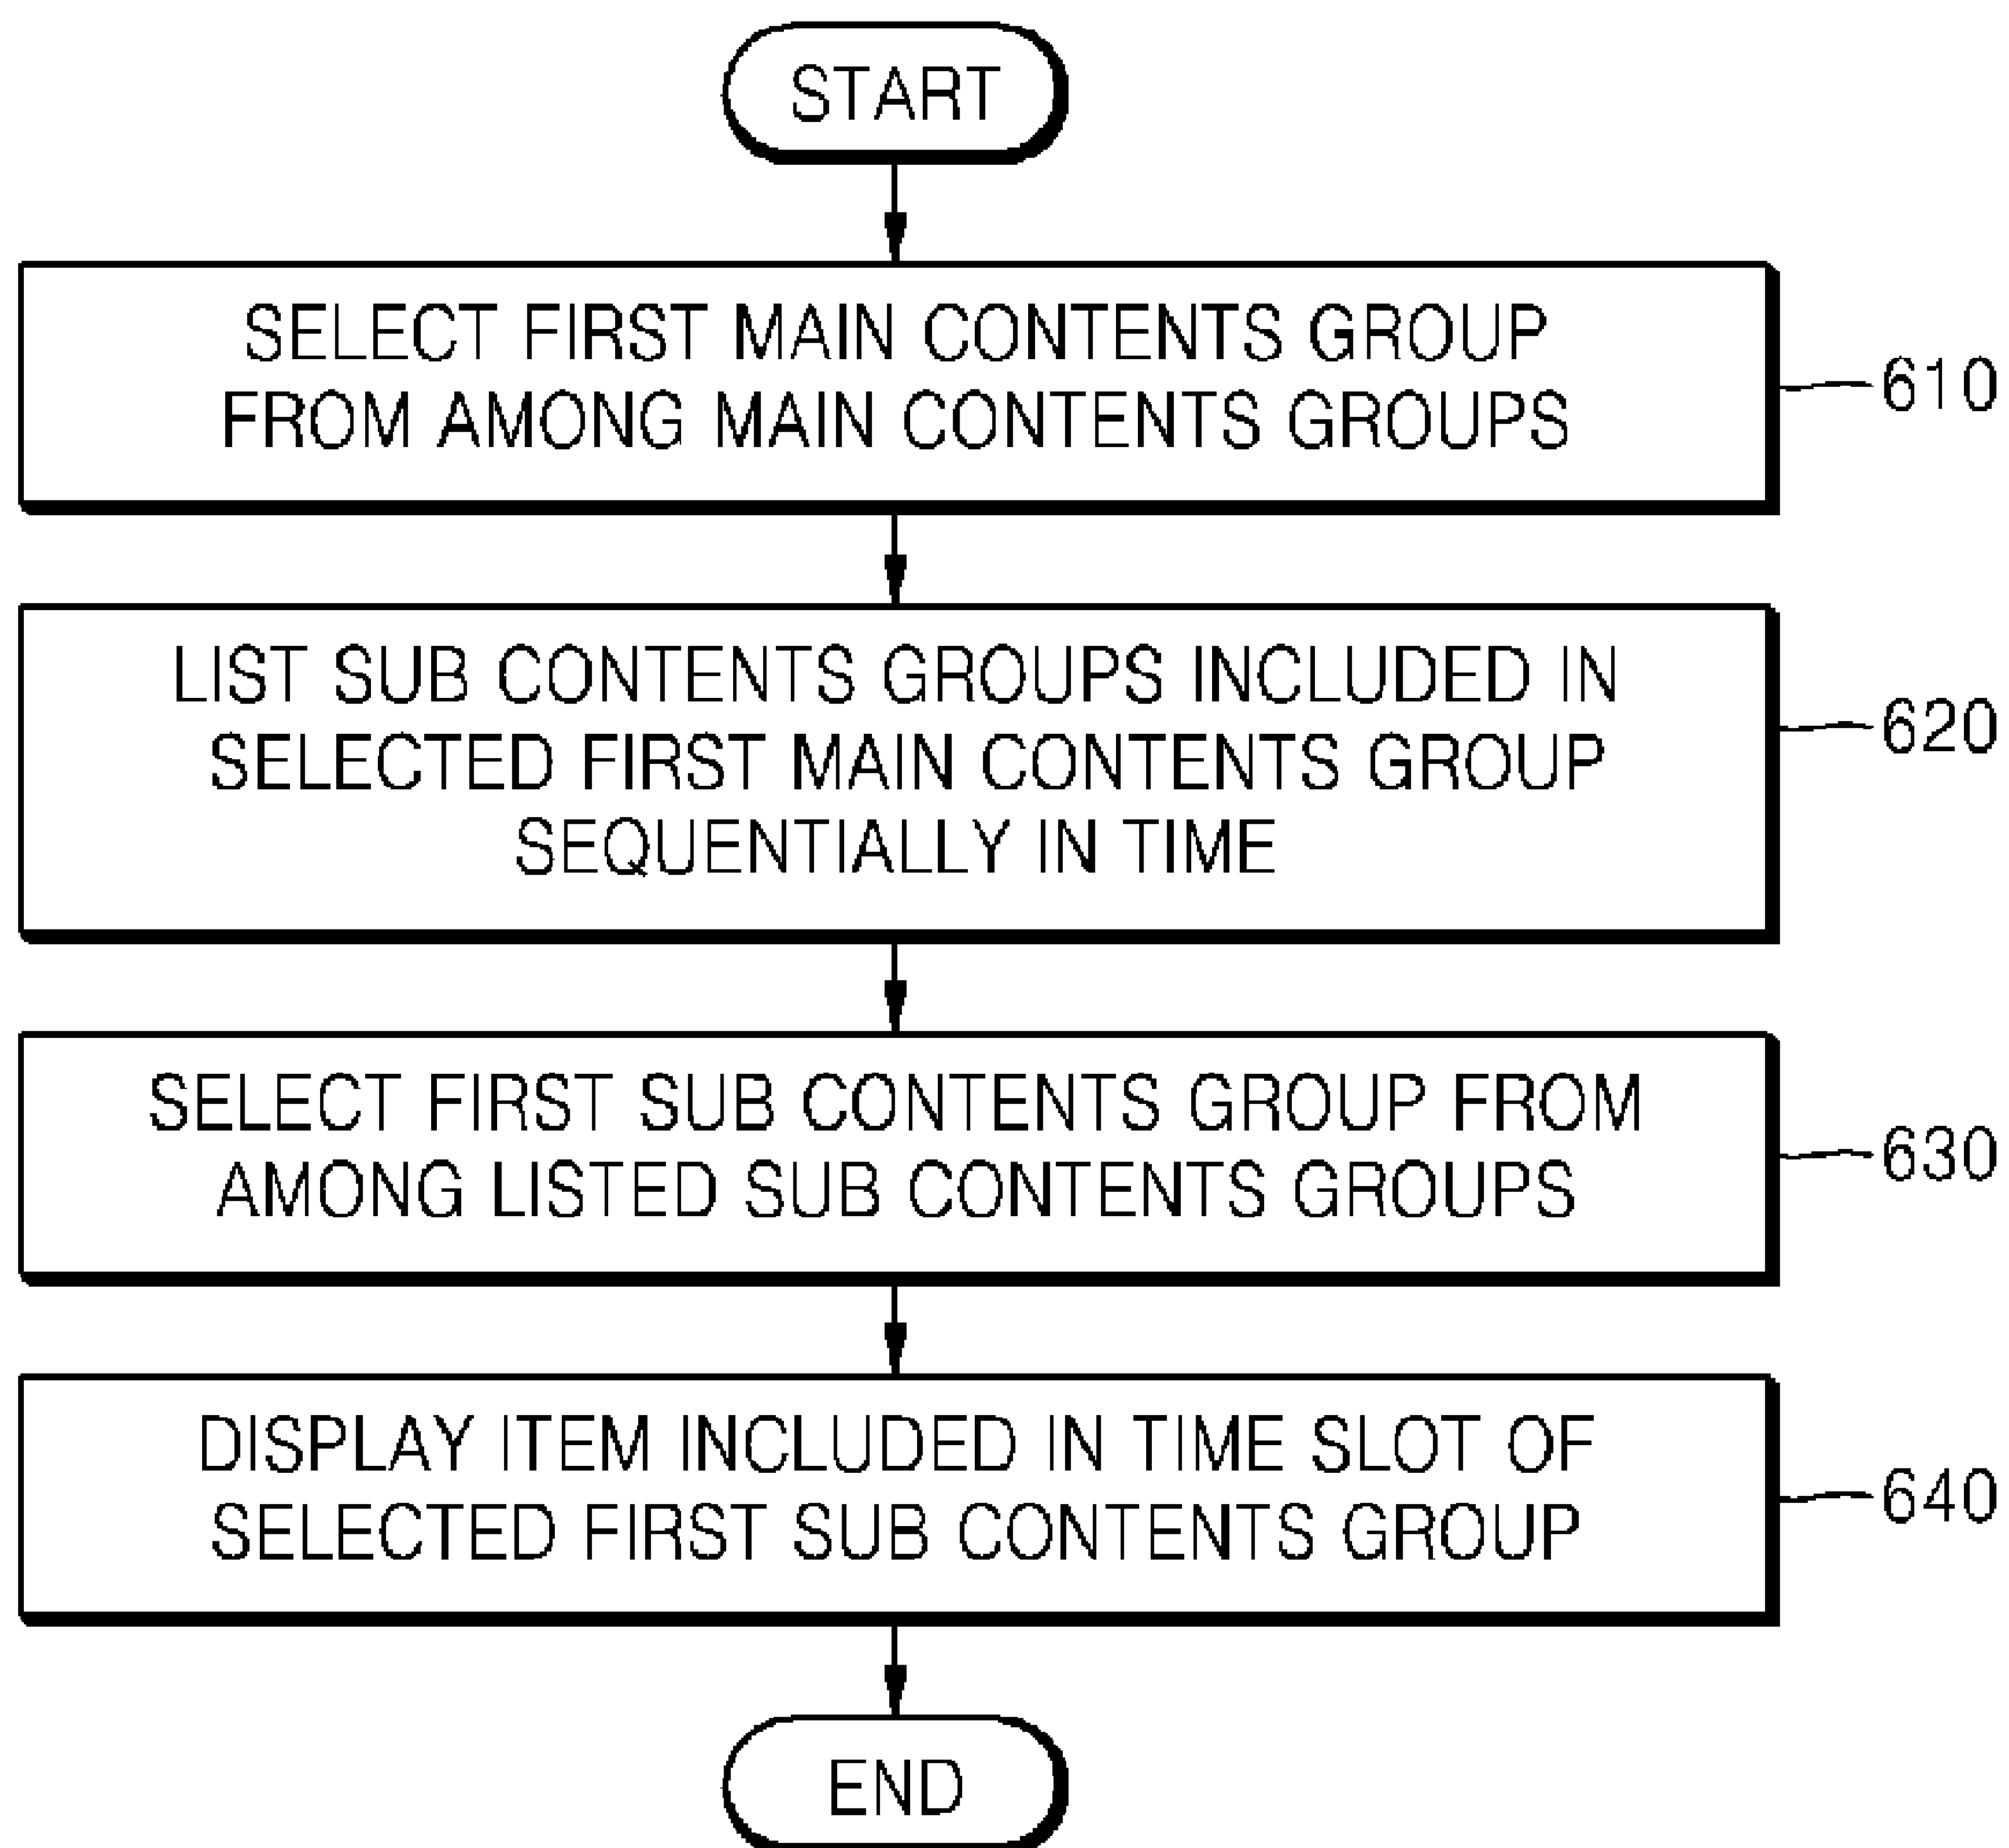 START
SELECT FIRST MAIN CONTENTS GROUP
FROM AMONG MAIN CONTENTS GROUPS
610
LIST SUB CONTENTS GROUPS INCLUDED IN
SELECTED FIRST MAIN CONTENTS GROUP
SEQUENTIALLY IN TIME
620
SELECT FIRST SUB CONTENTS GROUP FROM
AMONG LISTED SUB CONTENTS GROUPS
630
DISPLAY ITEM INCLUDED IN TIME SLOT OF
SELECTED FIRST SUB CONTENTS GROUP
640
END